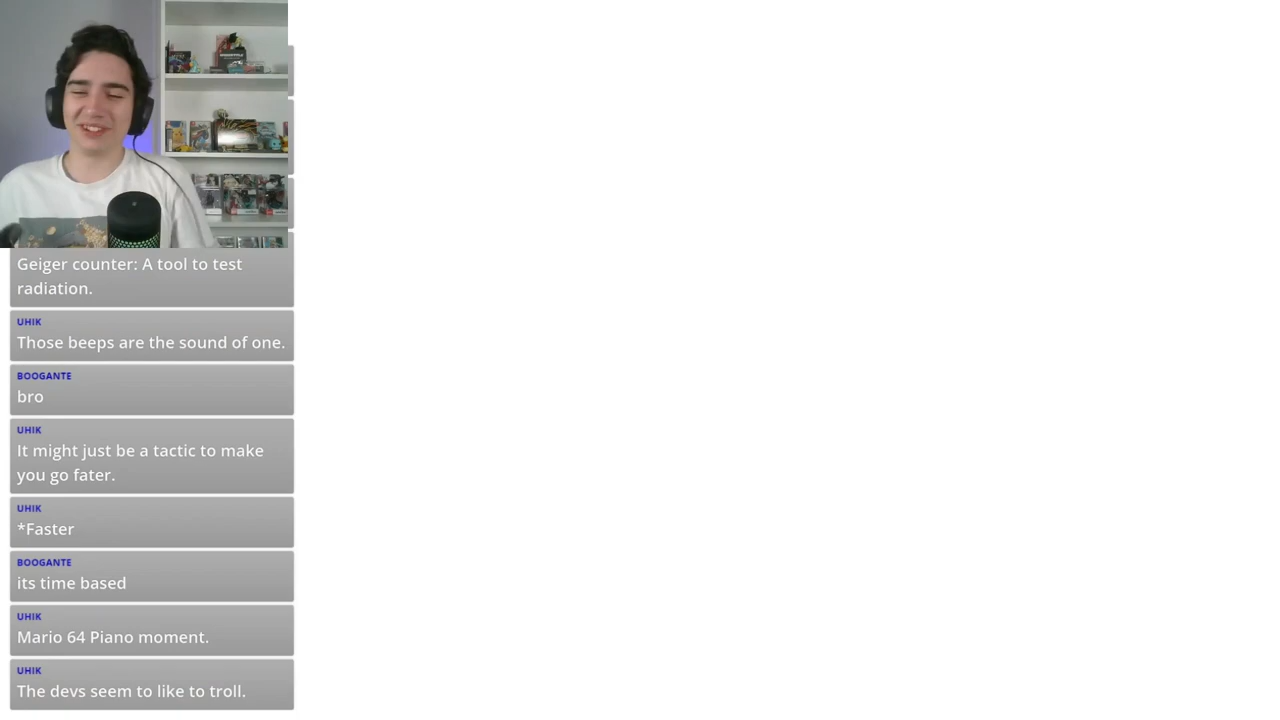 Geiger counter: A tool to test
radiation.
UHIK
Those beeps are the sound of one.
BOOGANTE
bro
UHIK
It might just be a tactic to make
you go fater.
UHIK
*Faster
BOOGANTE
its time based
UHIK
Mario 64 Piano moment.
UHIK
The devs seem to like to troll.